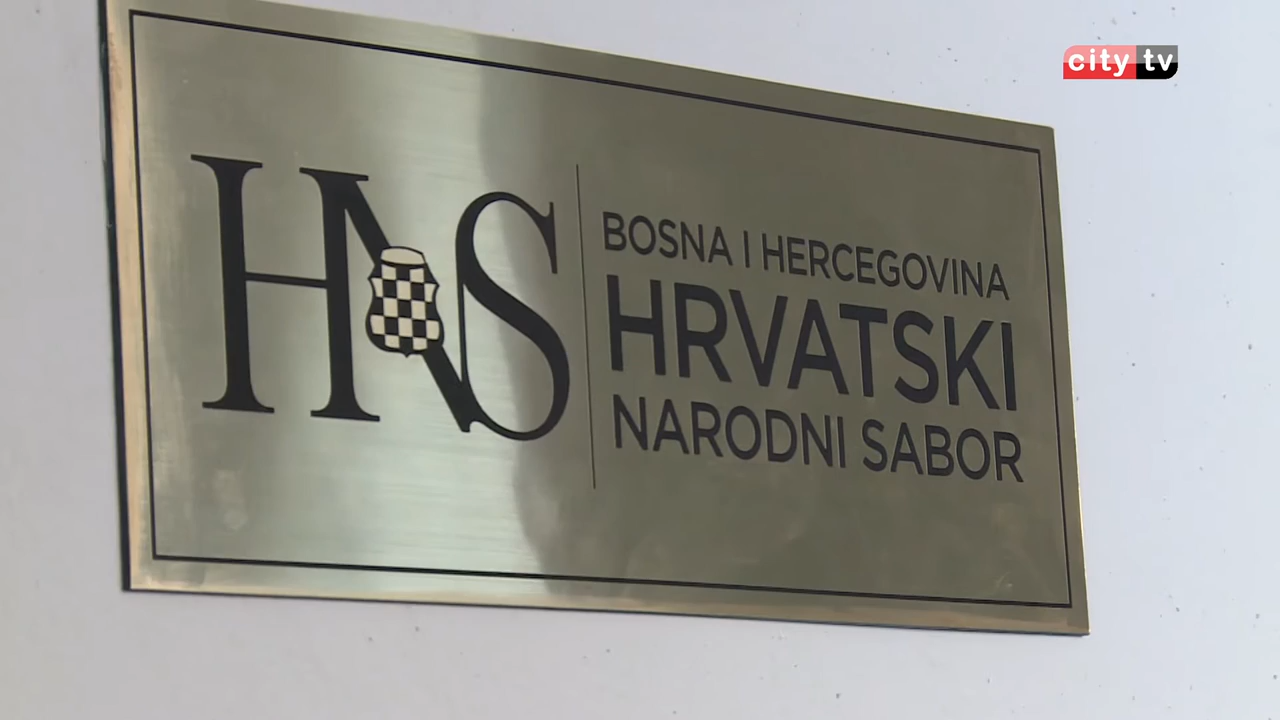 city tv
HNS
BOSNA I HERCEGOVINA
HRVATSKI
NARODNI SABOR